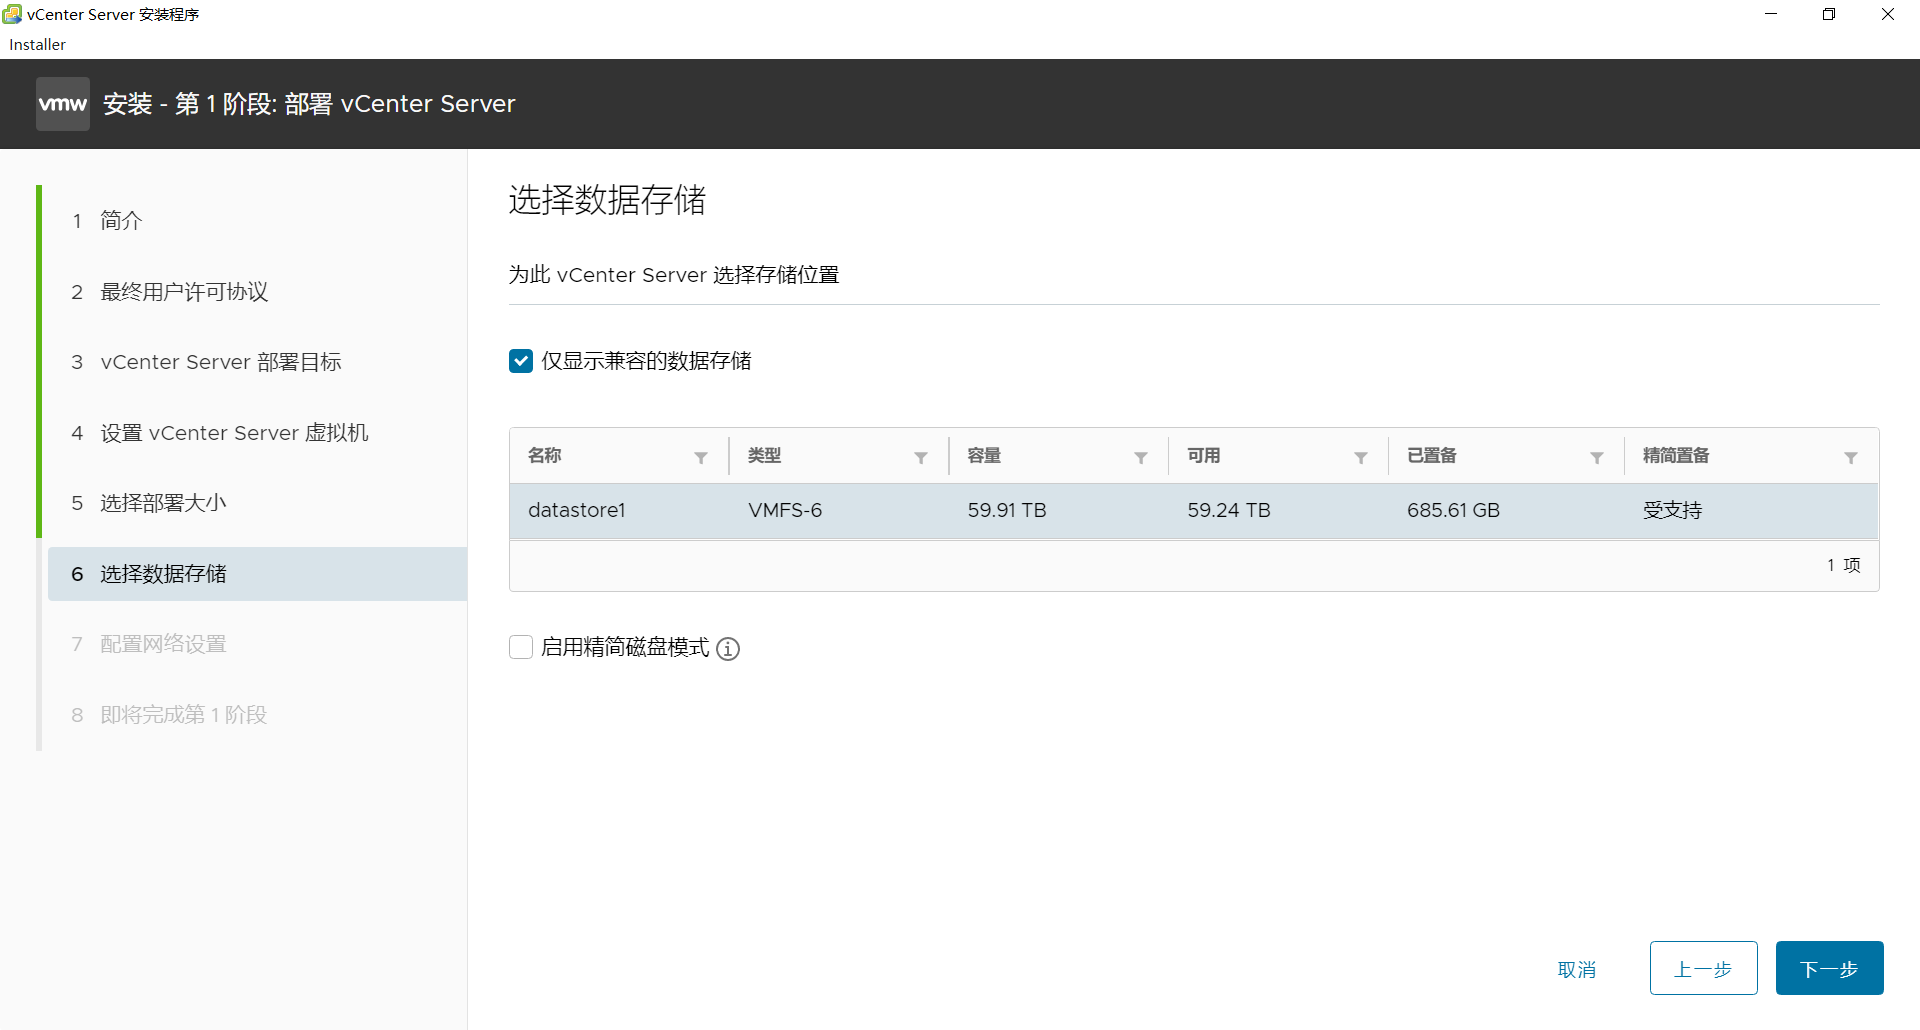 vCenter Server 安装程序
Installer
vmw 安装 - 第 1 阶段: 部署 vCenter Server
1 简介
2 最终用户许可协议
3 vCenter Server 部署目标
4 设置 vCenter Server 虚拟机
5 选择部署大小
6 选择数据存储
7 配置网络设置
8 即将完成第 1 阶段
选择数据存储
为此 vCenter Server 选择存储位置
仅显示兼容的数据存储
名称 类型 容量 可用 已置备 精简置备
datastore1 VMFS-6 59.91 TB 59.24 TB 685.61 GB 受支持
1 项
启用精简磁盘模式
取消 上一步 下一步